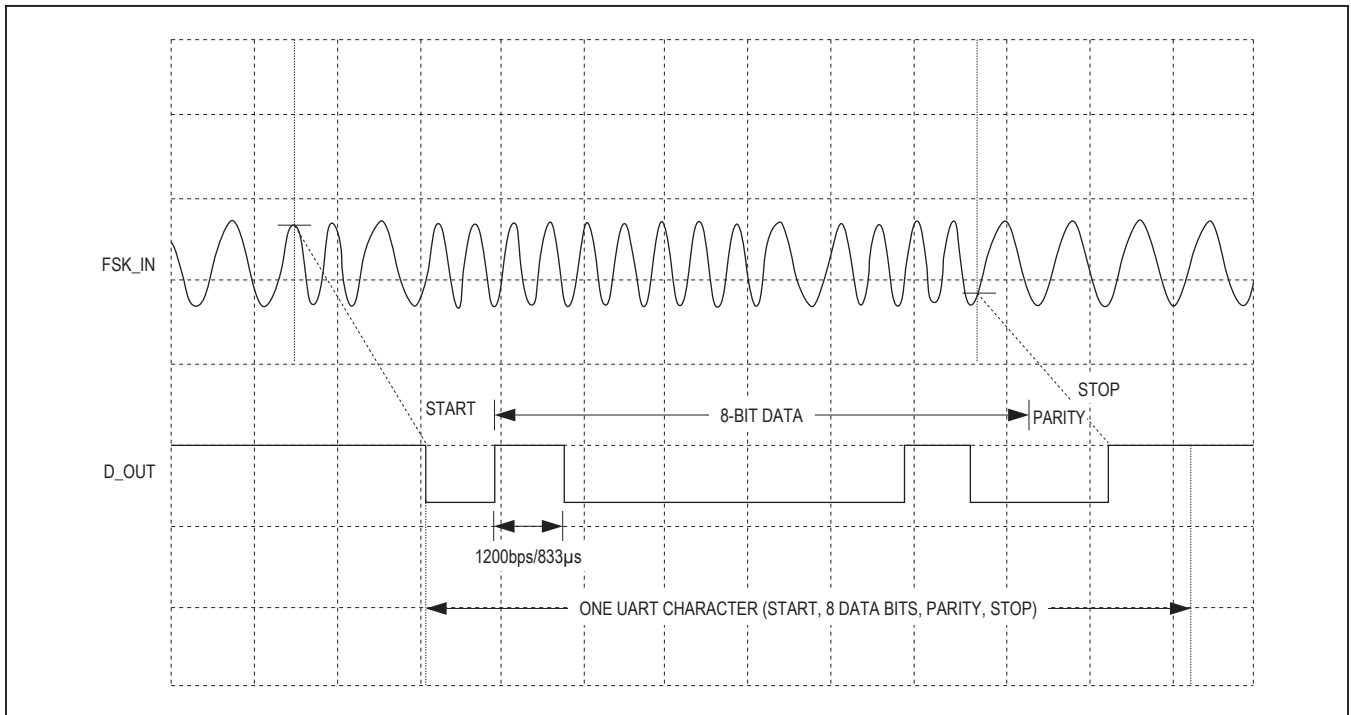 FSK_IN
STOP
START
8-BIT DATA
PARITY
D_OUT
1200bps/833µs
ONE UART CHARACTER (START, 8 DATA BITS, PARITY, STOP)